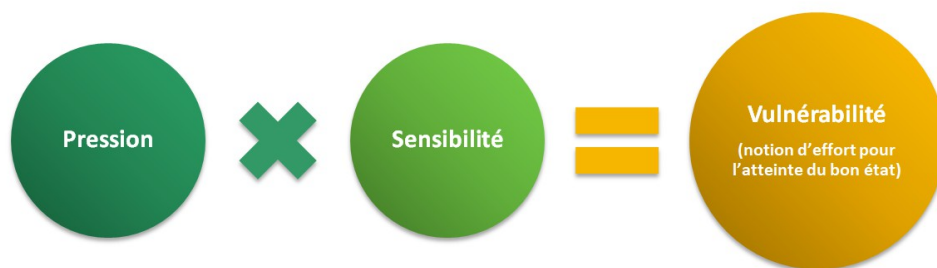 Pression
Sensibilité
Vulnérabilité
(notion d'effort pour
l'atteinte du bon état)